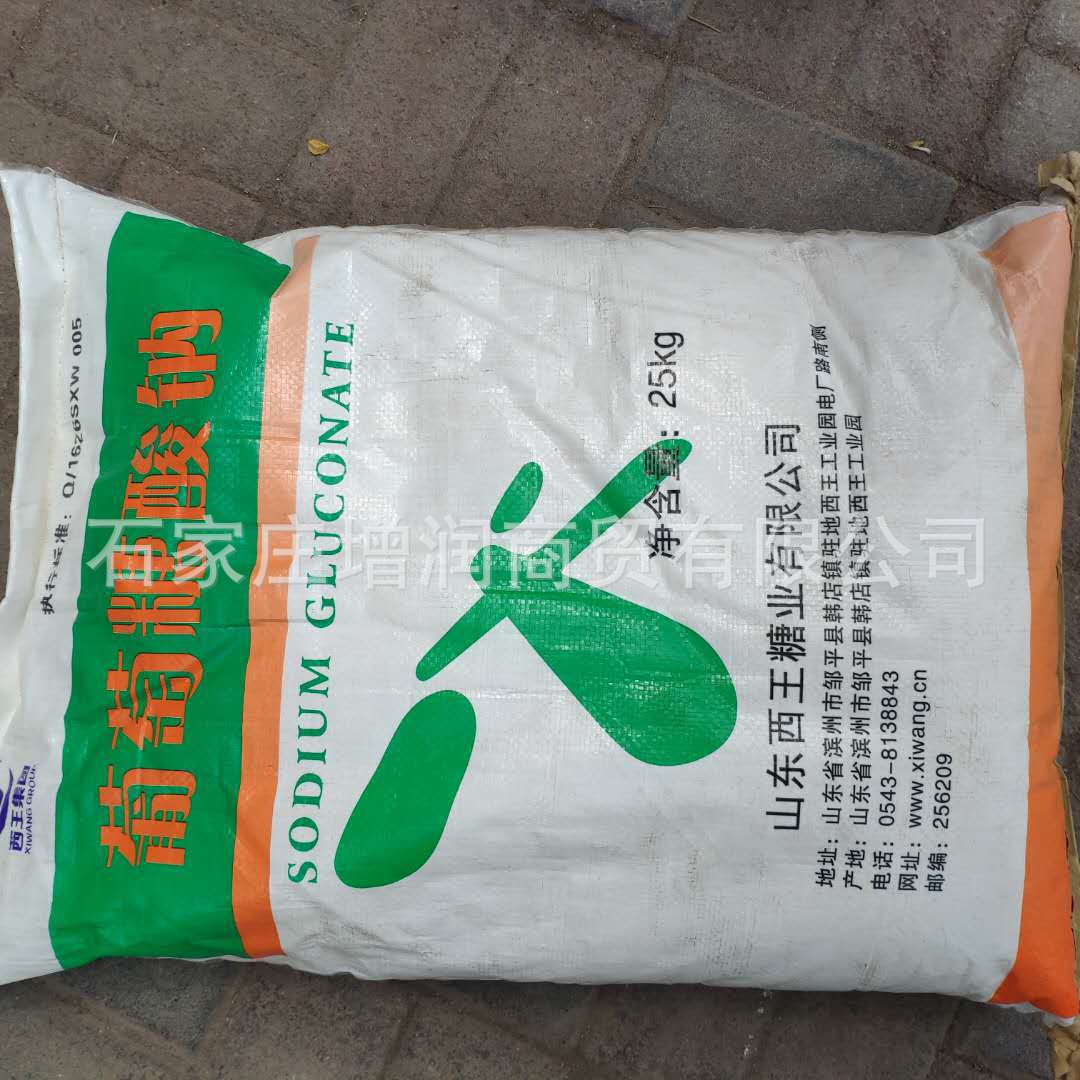 执行标准：Q/1626SXW 005
西王集团
XIWANG GROUP
葡萄糖酸钠
SODIUM GLUCONATE
净含量：25kg
山东西王糖业有限公司
地址：山东省滨州市邹平县韩店镇驻地西王工业园电厂路南侧
产地：山东省滨州市邹平县韩店镇驻地西王工业园
电话：0543-8138843
网址：www.xiwang.cn
邮编：256209
石家庄增润商贸有限公司